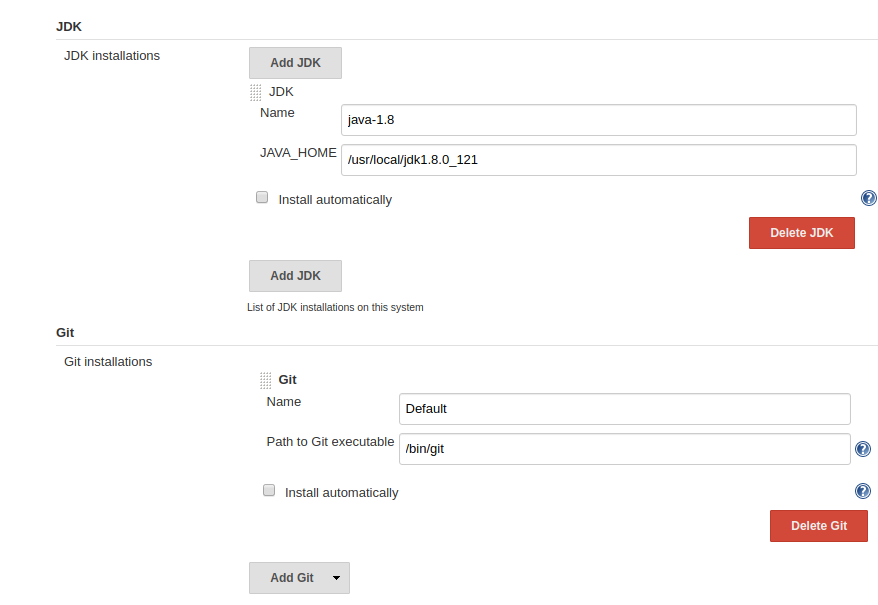 JDK
JDK installations
Add JDK
JDK
Name
java-1.8
JAVA_HOME
/usr/local/jdk1.8.0_121
Install automatically
?
Delete JDK
Add JDK
List of JDK installations on this system
Git
Git installations
Git
Name
Default
Path to Git executable
/bin/git
?
Install automatically
?
Delete Git
Add Git